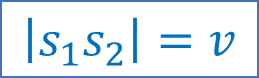 |s₁s₂| = v